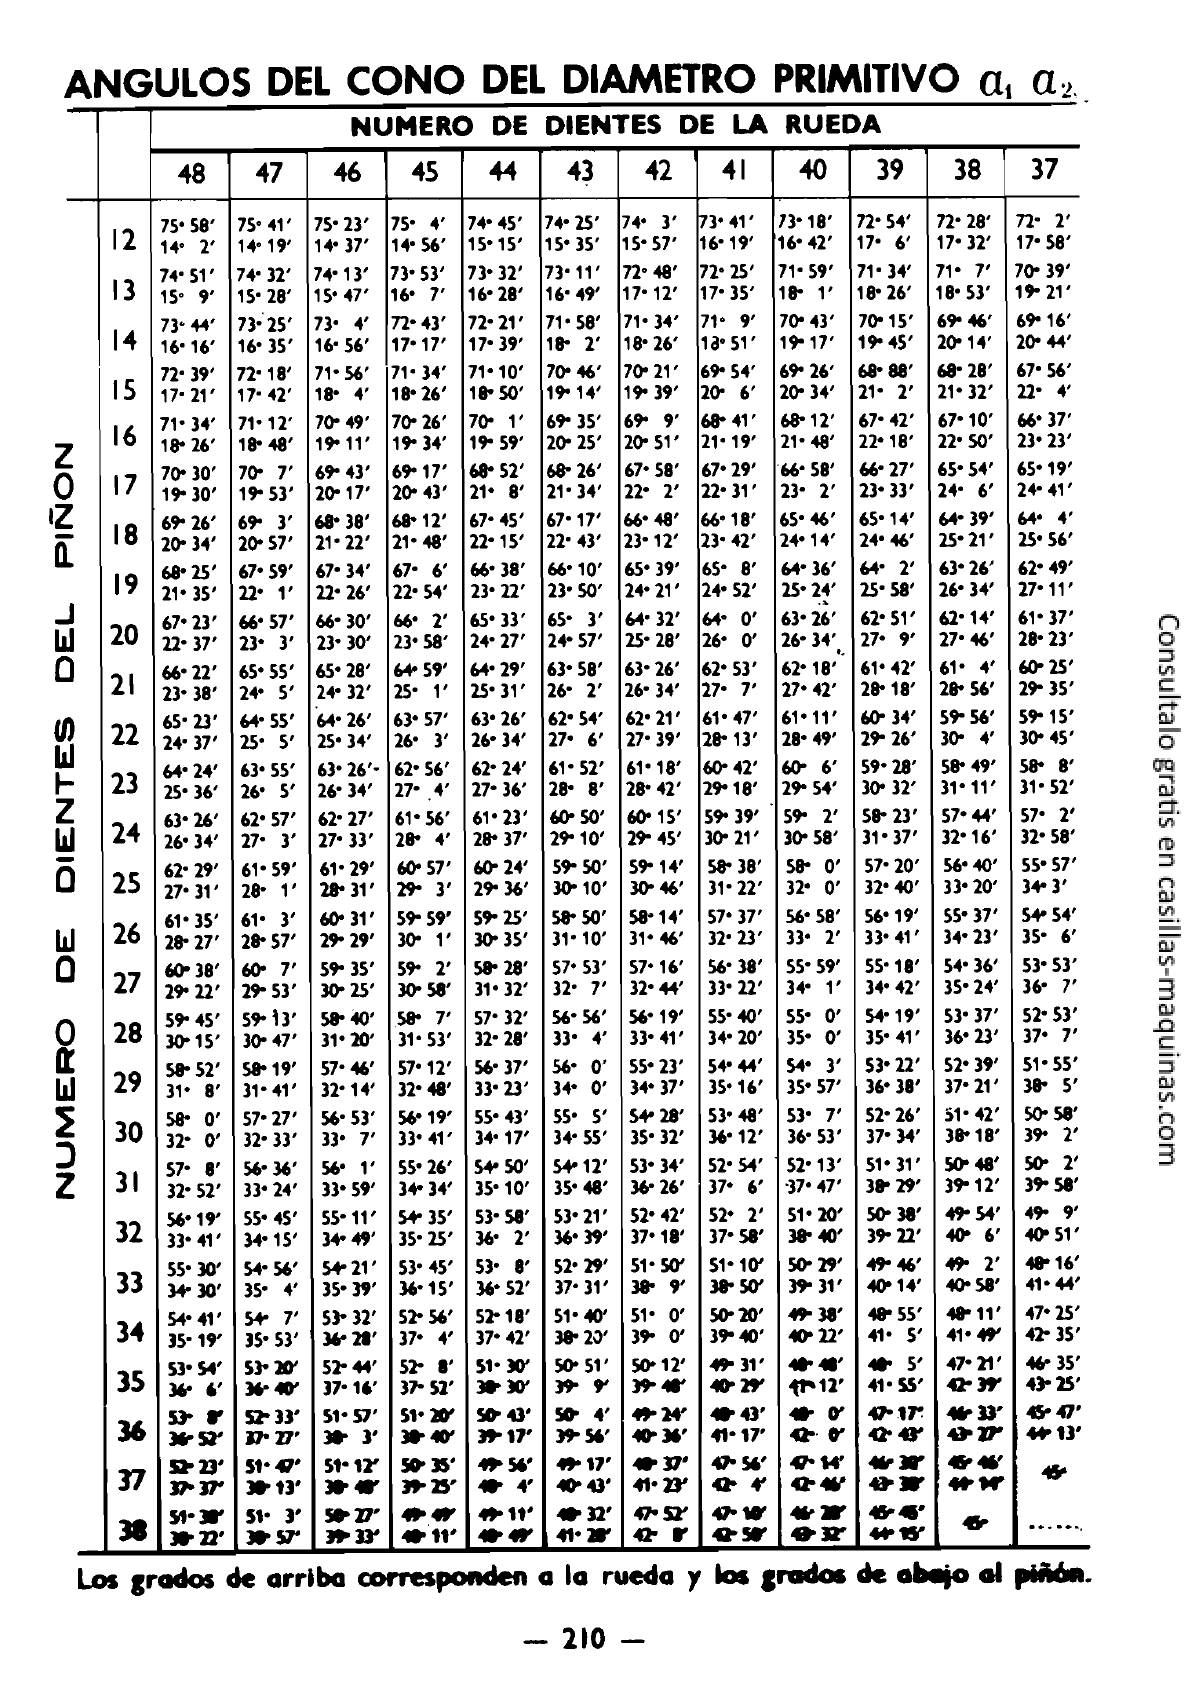 ANGULOS DEL CONO DEL DIAMETRO PRIMITIVO a₁ a₂
NUMERO DE DIENTES DE LA RUEDA
48 47 46 45 44 43 42 41 40 39 38 37
NUMERO DE DIENTES DEL PIÑON
12 75° 58′ 75° 41′ 75° 23′ 75° 4′ 74° 45′ 74° 25′ 74° 3′ 73° 41′ 73° 18′ 72° 54′ 72° 28′ 72° 2′
14° 2′ 14° 19′ 14° 37′ 14° 56′ 15° 15′ 15° 35′ 15° 57′ 16° 19′ 16° 42′ 17° 6′ 17° 32′ 17° 58′
13 74° 51′ 74° 32′ 74° 13′ 73° 53′ 73° 32′ 73° 11′ 72° 48′ 72° 25′ 71° 59′ 71° 34′ 71° 7′ 70° 39′
15° 9′ 15° 28′ 15° 47′ 16° 7′ 16° 28′ 16° 49′ 17° 12′ 17° 35′ 18° 1′ 18° 26′ 18° 53′ 19° 21′
14 73° 44′ 73° 25′ 73° 4′ 72° 43′ 72° 21′ 71° 58′ 71° 34′ 71° 9′ 70° 43′ 70° 15′ 69° 46′ 69° 16′
16° 16′ 16° 35′ 16° 56′ 17° 17′ 17° 39′ 18° 2′ 18° 26′ 18° 51′ 19° 17′ 19° 45′ 20° 14′ 20° 44′
15 72° 39′ 72° 18′ 71° 56′ 71° 34′ 71° 10′ 70° 46′ 70° 21′ 69° 54′ 69° 26′ 68° 88′ 68° 28′ 67° 56′
17° 21′ 17° 42′ 18° 4′ 18° 26′ 18° 50′ 19° 14′ 19° 39′ 20° 6′ 20° 34′ 21° 2′ 21° 32′ 22° 4′
16 71° 34′ 71° 12′ 70° 49′ 70° 26′ 70° 1′ 69° 35′ 69° 9′ 68° 41′ 68° 12′ 67° 42′ 67° 10′ 66° 37′
18° 26′ 18° 48′ 19° 11′ 19° 34′ 19° 59′ 20° 25′ 20° 51′ 21° 19′ 21° 48′ 22° 18′ 22° 50′ 23° 23′
17 70° 30′ 70° 7′ 69° 43′ 69° 17′ 68° 52′ 68° 26′ 67° 58′ 67° 29′ 66° 58′ 66° 27′ 65° 54′ 65° 19′
19° 30′ 19° 53′ 20° 17′ 20° 43′ 21° 8′ 21° 34′ 22° 2′ 22° 31′ 23° 2′ 23° 33′ 24° 6′ 24° 41′
18 69° 26′ 69° 3′ 68° 38′ 68° 12′ 67° 45′ 67° 17′ 66° 48′ 66° 18′ 65° 46′ 65° 14′ 64° 39′ 64° 4′
20° 34′ 20° 57′ 21° 22′ 21° 48′ 22° 15′ 22° 43′ 23° 12′ 23° 42′ 24° 14′ 24° 46′ 25° 21′ 25° 56′
19 68° 25′ 67° 59′ 67° 34′ 67° 6′ 66° 38′ 66° 10′ 65° 39′ 65° 8′ 64° 36′ 64° 2′ 63° 26′ 62° 49′
21° 35′ 22° 1′ 22° 26′ 22° 54′ 23° 22′ 23° 50′ 24° 21′ 24° 52′ 25° 24′ 25° 58′ 26° 34′ 27° 11′
20 67° 23′ 66° 57′ 66° 30′ 66° 2′ 65° 33′ 65° 3′ 64° 32′ 64° 0′ 63° 26′ 62° 51′ 62° 14′ 61° 37′
22° 37′ 23° 3′ 23° 30′ 23° 58′ 24° 27′ 24° 57′ 25° 28′ 26° 0′ 26° 34′ 27° 9′ 27° 46′ 28° 23′
21 66° 22′ 65° 55′ 65° 28′ 64° 59′ 64° 29′ 63° 58′ 63° 26′ 62° 53′ 62° 18′ 61° 42′ 61° 4′ 60° 25′
23° 38′ 24° 5′ 24° 32′ 25° 1′ 25° 31′ 26° 2′ 26° 34′ 27° 7′ 27° 42′ 28° 18′ 28° 56′ 29° 35′
22 65° 23′ 64° 55′ 64° 26′ 63° 57′ 63° 26′ 62° 54′ 62° 21′ 61° 47′ 61° 11′ 60° 34′ 59° 56′ 59° 15′
24° 37′ 25° 5′ 25° 34′ 26° 3′ 26° 34′ 27° 6′ 27° 39′ 28° 13′ 28° 49′ 29° 26′ 30° 4′ 30° 45′
23 64° 24′ 63° 55′ 63° 26′ 62° 56′ 62° 24′ 61° 52′ 61° 18′ 60° 42′ 60° 6′ 59° 28′ 58° 49′ 58° 8′
25° 36′ 26° 5′ 26° 34′ 27° 4′ 27° 36′ 28° 8′ 28° 42′ 29° 18′ 29° 54′ 30° 32′ 31° 11′ 31° 52′
24 63° 26′ 62° 57′ 62° 27′ 61° 56′ 61° 23′ 60° 50′ 60° 15′ 59° 39′ 59° 2′ 58° 23′ 57° 44′ 57° 2′
26° 34′ 27° 3′ 27° 33′ 28° 4′ 28° 37′ 29° 10′ 29° 45′ 30° 21′ 30° 58′ 31° 37′ 32° 16′ 32° 58′
25 62° 29′ 61° 59′ 61° 29′ 60° 57′ 60° 24′ 59° 50′ 59° 14′ 58° 38′ 58° 0′ 57° 20′ 56° 40′ 55° 57′
27° 31′ 28° 1′ 28° 31′ 29° 3′ 29° 36′ 30° 10′ 30° 46′ 31° 22′ 32° 0′ 32° 40′ 33° 20′ 34° 3′
26 61° 35′ 61° 3′ 60° 31′ 59° 59′ 59° 25′ 58° 50′ 58° 14′ 57° 37′ 56° 58′ 56° 19′ 55° 37′ 54° 54′
28° 27′ 28° 57′ 29° 29′ 30° 1′ 30° 35′ 31° 10′ 31° 46′ 32° 23′ 33° 2′ 33° 41′ 34° 23′ 35° 6′
27 60° 38′ 60° 7′ 59° 35′ 59° 2′ 58° 28′ 57° 53′ 57° 16′ 56° 38′ 55° 59′ 55° 18′ 54° 36′ 53° 53′
29° 22′ 29° 53′ 30° 25′ 30° 58′ 31° 32′ 32° 7′ 32° 44′ 33° 22′ 34° 1′ 34° 42′ 35° 24′ 36° 7′
28 59° 45′ 59° 13′ 58° 40′ 58° 7′ 57° 32′ 56° 56′ 56° 19′ 55° 40′ 55° 0′ 54° 19′ 53° 37′ 52° 53′
30° 15′ 30° 47′ 31° 20′ 31° 53′ 32° 28′ 33° 4′ 33° 41′ 34° 20′ 35° 0′ 35° 41′ 36° 23′ 37° 7′
29 58° 52′ 58° 19′ 57° 46′ 57° 12′ 56° 37′ 56° 0′ 55° 23′ 54° 44′ 54° 3′ 53° 22′ 52° 39′ 51° 55′
31° 8′ 31° 41′ 32° 14′ 32° 48′ 33° 23′ 34° 0′ 34° 37′ 35° 16′ 35° 57′ 36° 38′ 37° 21′ 38° 5′
30 58° 0′ 57° 27′ 56° 53′ 56° 19′ 55° 43′ 55° 5′ 54° 28′ 53° 48′ 53° 7′ 52° 26′ 51° 42′ 50° 58′
32° 0′ 32° 33′ 33° 7′ 33° 41′ 34° 17′ 34° 55′ 35° 32′ 36° 12′ 36° 53′ 37° 34′ 38° 18′ 39° 2′
31 57° 8′ 56° 36′ 56° 1′ 55° 26′ 54° 50′ 54° 12′ 53° 34′ 52° 54′ 52° 13′ 51° 31′ 50° 48′ 50° 2′
32° 52′ 33° 24′ 33° 59′ 34° 34′ 35° 10′ 35° 48′ 36° 26′ 37° 6′ 37° 47′ 38° 29′ 39° 12′ 39° 58′
32 56° 19′ 55° 45′ 55° 11′ 54° 35′ 53° 58′ 53° 21′ 52° 42′ 52° 2′ 51° 20′ 50° 38′ 49° 54′ 49° 9′
33° 41′ 34° 15′ 34° 49′ 35° 25′ 36° 2′ 36° 39′ 37° 18′ 37° 58′ 38° 40′ 39° 22′ 40° 6′ 40° 51′
33 55° 30′ 54° 56′ 54° 21′ 53° 45′ 53° 8′ 52° 29′ 51° 50′ 51° 10′ 50° 29′ 49° 46′ 49° 2′ 48° 16′
34° 30′ 35° 4′ 35° 39′ 36° 15′ 36° 52′ 37° 31′ 38° 9′ 38° 50′ 39° 31′ 40° 14′ 40° 58′ 41° 44′
34 54° 41′ 54° 7′ 53° 32′ 52° 56′ 52° 18′ 51° 40′ 51° 0′ 50° 20′ 49° 38′ 48° 55′ 48° 11′ 47° 25′
35° 19′ 35° 53′ 36° 28′ 37° 4′ 37° 42′ 38° 20′ 39° 0′ 39° 40′ 40° 22′ 41° 5′ 41° 49′ 42° 35′
35 53° 54′ 53° 20′ 52° 44′ 52° 8′ 51° 30′ 50° 51′ 50° 12′ 49° 31′ 48° 48′ 48° 5′ 47° 21′ 46° 35′
36° 6′ 36° 40′ 37° 16′ 37° 52′ 38° 30′ 39° 9′ 39° 48′ 40° 29′ 41° 12′ 41° 55′ 42° 39′ 43° 25′
36 53° 8′ 52° 33′ 51° 57′ 51° 20′ 50° 43′ 50° 4′ 49° 24′ 48° 43′ 48° 0′ 47° 17′ 46° 33′ 45° 47′
36° 52′ 37° 27′ 38° 3′ 38° 40′ 39° 17′ 39° 56′ 40° 36′ 41° 17′ 42° 0′ 42° 43′ 43° 27′ 44° 13′
37 52° 23′ 51° 47′ 51° 12′ 50° 35′ 49° 56′ 49° 17′ 48° 37′ 47° 56′ 47° 14′ 46° 30′ 45° 46′ 45°
37° 37′ 38° 13′ 38° 48′ 39° 25′ 40° 4′ 40° 43′ 41° 23′ 42° 4′ 42° 46′ 43° 30′ 44° 14′
38 51° 38′ 51° 3′ 50° 27′ 49° 49′ 49° 11′ 48° 32′ 47° 52′ 47° 10′ 46° 28′ 45° 45′ 45° .......
38° 22′ 38° 57′ 39° 33′ 40° 11′ 40° 49′ 41° 28′ 42° 8′ 42° 50′ 43° 32′ 44° 15′
Los grados de arriba corresponden a la rueda y los grados de abajo al piñón.
— 210 —
Consultalo gratis en casillas-maquinas.com